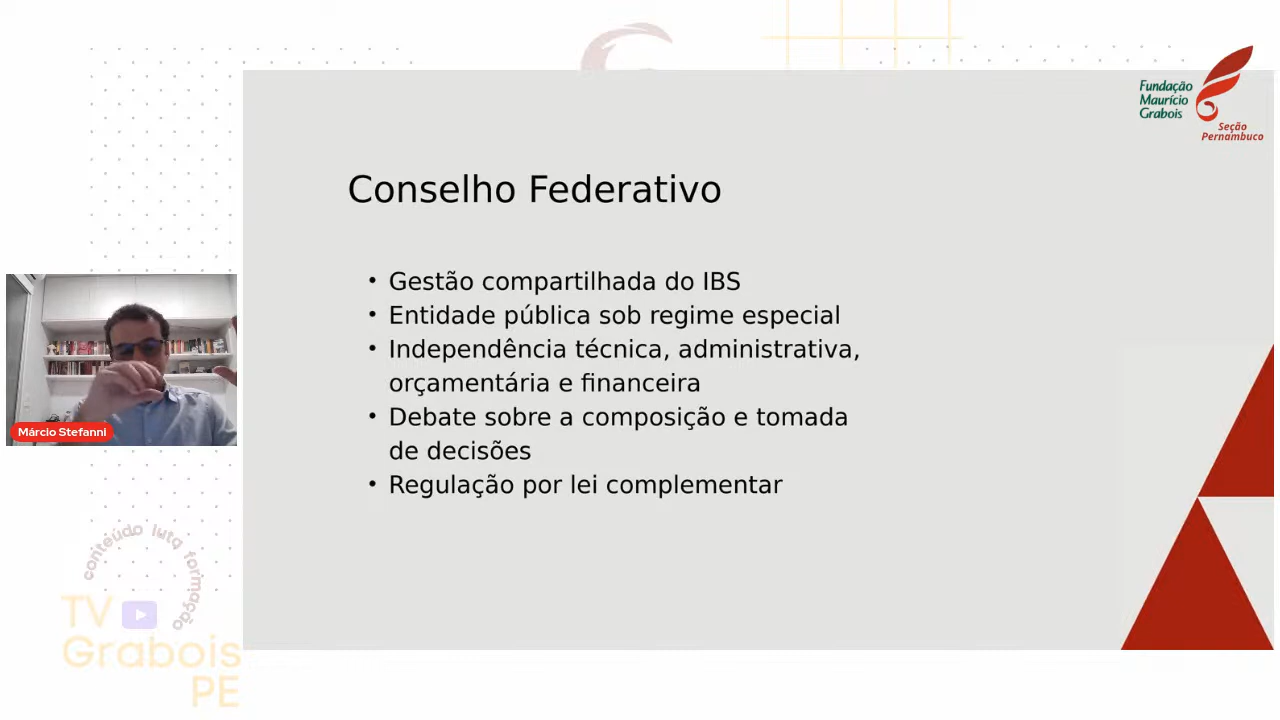 Fundação
Maurício
Grabois
Seção
Pernambuco
Conselho Federativo
• Gestão compartilhada do IBS
• Entidade pública sob regime especial
• Independência técnica, administrativa,
orçamentária e financeira
• Debate sobre a composição e tomada
de decisões
• Regulação por lei complementar
Márcio Stefanni
conteúdo luta formação
TV
Grabois
PE